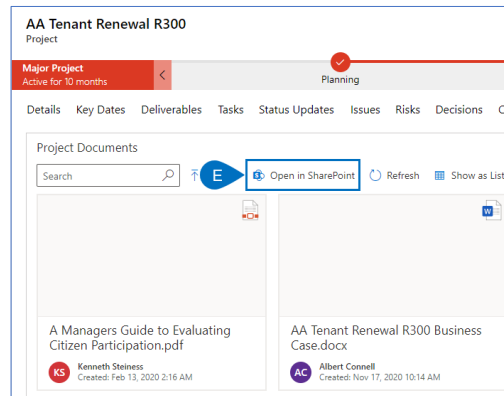 AA Tenant Renewal R300
Project
Major Project
Active for 10 months
Planning
Details Key Dates Deliverables Tasks Status Updates Issues Risks Decisions
Project Documents
Search E Open in SharePoint Refresh Show as List
A Managers Guide to Evaluating
Citizen Participation.pdf
KS Kenneth Steiness
Created: Feb 13, 2020 2:16 AM
AA Tenant Renewal R300 Business
Case.docx
AC Albert Connell
Created: Nov 17, 2020 10:14 AM